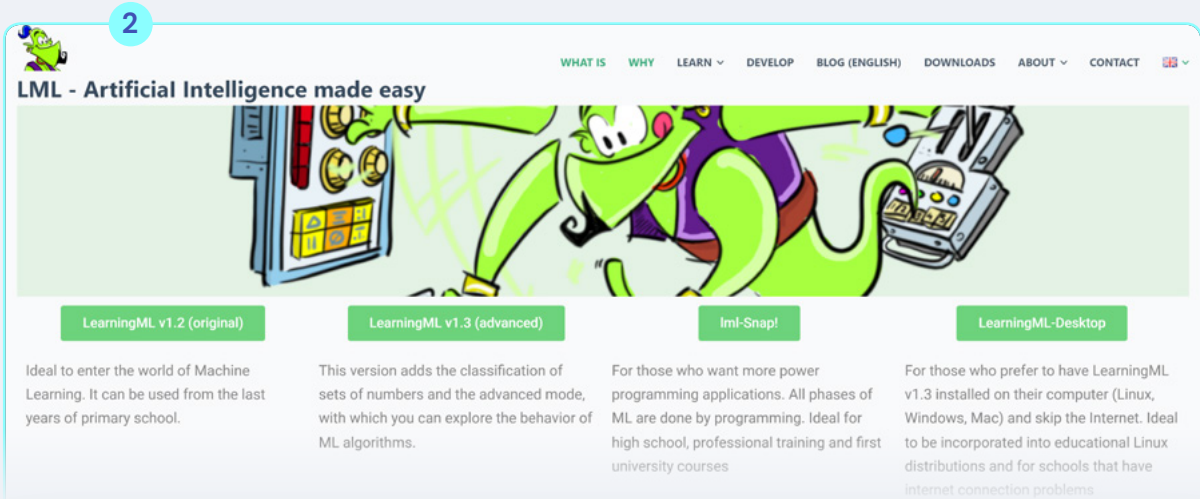 2
WHAT IS WHY LEARN DEVELOP BLOG (ENGLISH) DOWNLOADS ABOUT CONTACT
LML - Artificial Intelligence made easy
LearningML v1.2 (original)
Ideal to enter the world of Machine
Learning. It can be used from the last
years of primary school.
LearningML v1.3 (advanced)
This version adds the classification of
sets of numbers and the advanced mode,
with which you can explore the behavior of
ML algorithms.
lml-Snap!
For those who want more power
programming applications. All phases of
ML are done by programming. Ideal for
high school, professional training and first
university courses
LearningML-Desktop
For those who prefer to have LearningML
v1.3 installed on their computer (Linux,
Windows, Mac) and skip the Internet. Ideal
to be incorporated into educational Linux
distributions and for schools that have
internet connection problems